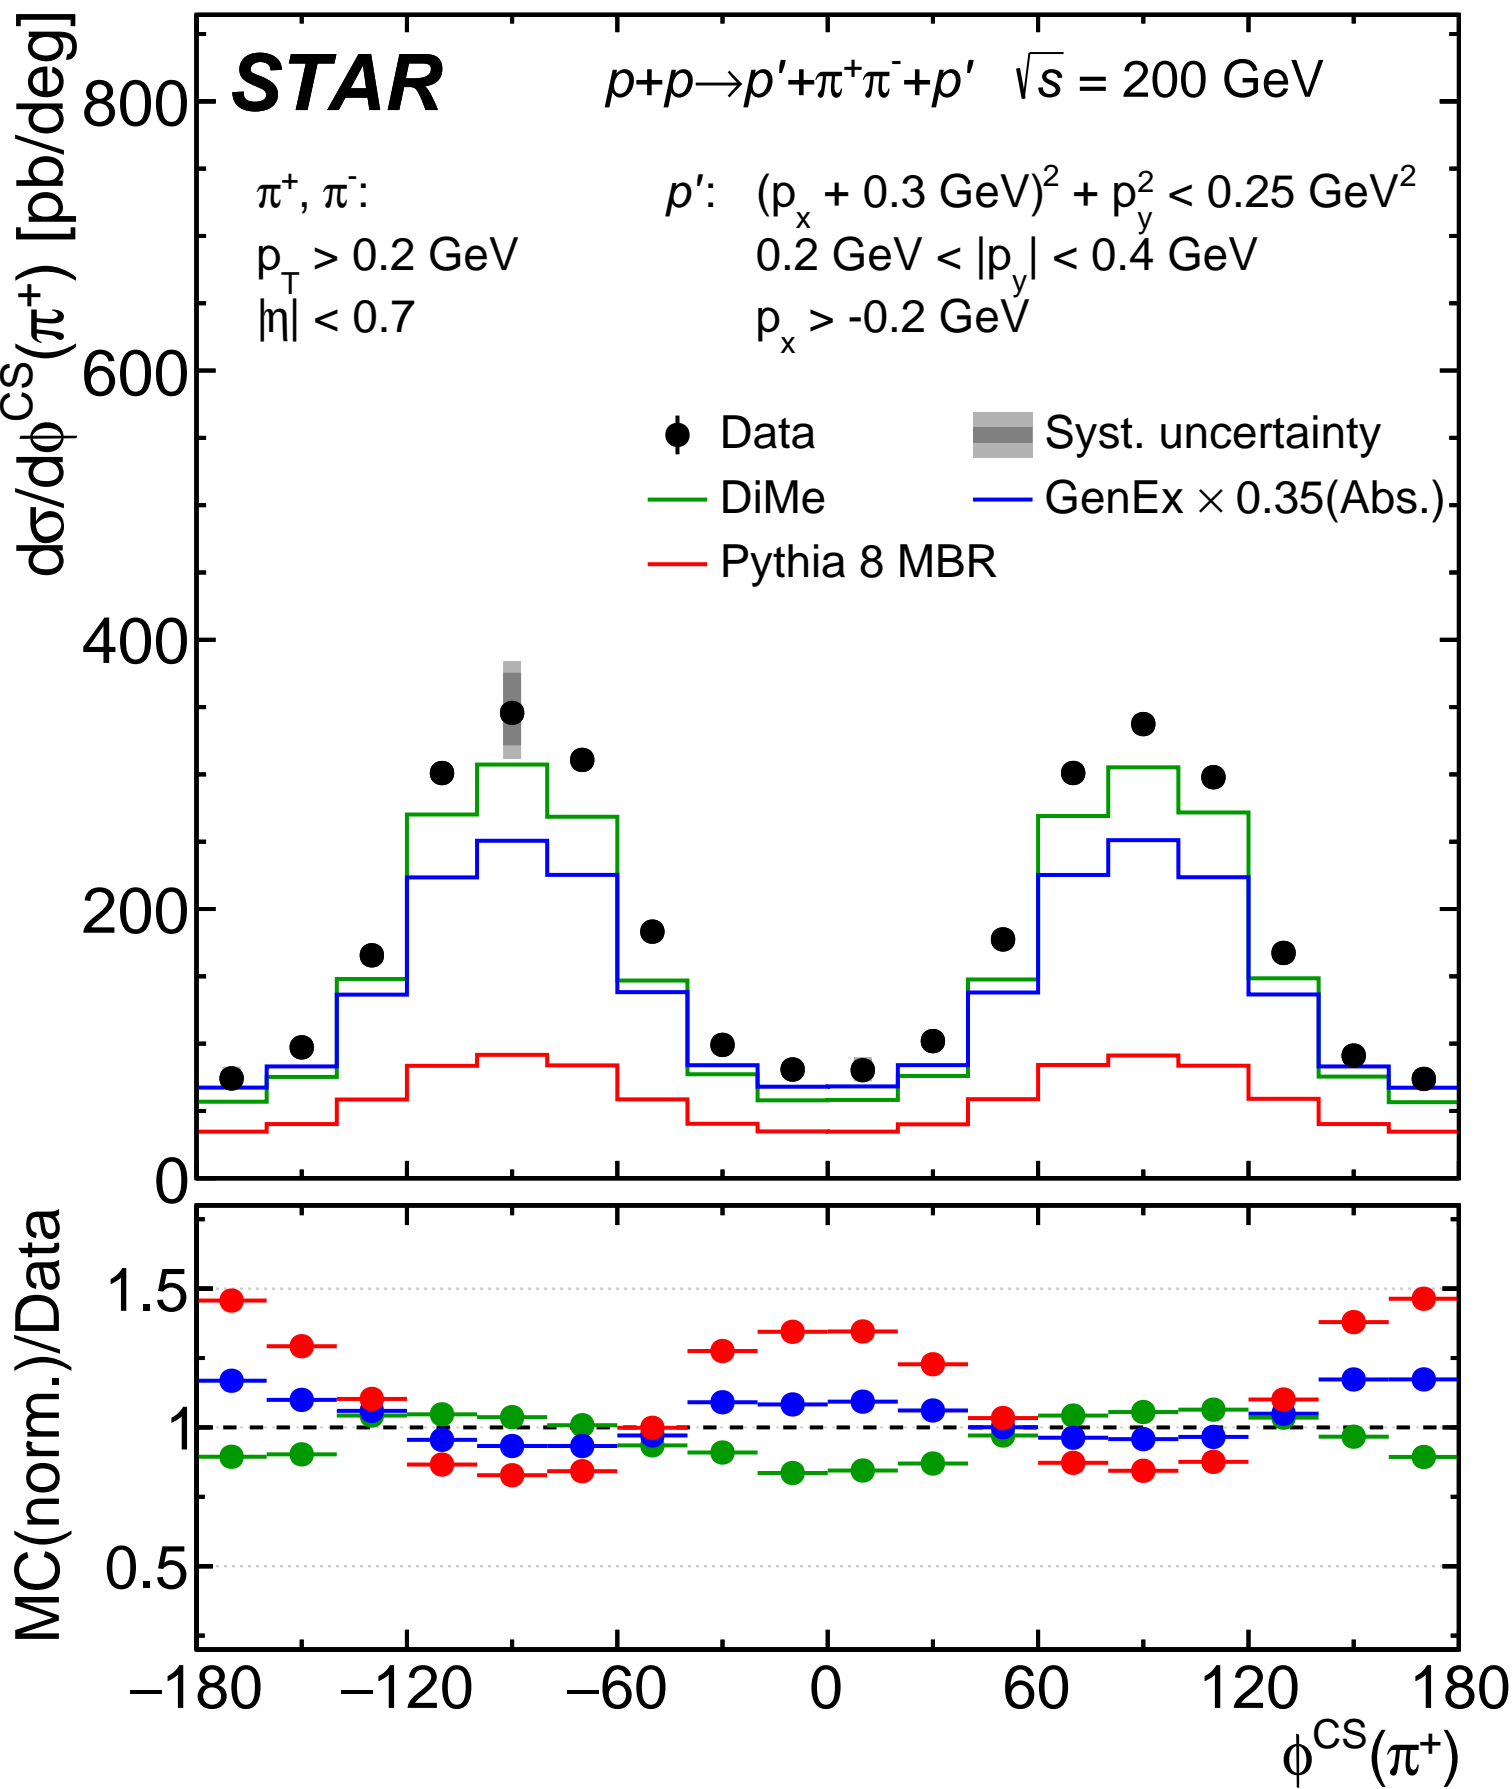 STAR p+p→p′+π⁺π⁻+p′ √s = 200 GeV
π⁺, π⁻: p′: (pₓ + 0.3 GeV)² + p_y² < 0.25 GeV²
p_T > 0.2 GeV 0.2 GeV < |p_y| < 0.4 GeV
|η| < 0.7 pₓ > -0.2 GeV
Data Syst. uncertainty
DiMe GenEx × 0.35(Abs.)
Pythia 8 MBR
dσ/dϕ^CS(π⁺) [pb/deg]
800
600
400
200
0
MC(norm.)/Data
1.5
1
0.5
−180 −120 −60 0 60 120 180
ϕ^CS(π⁺)